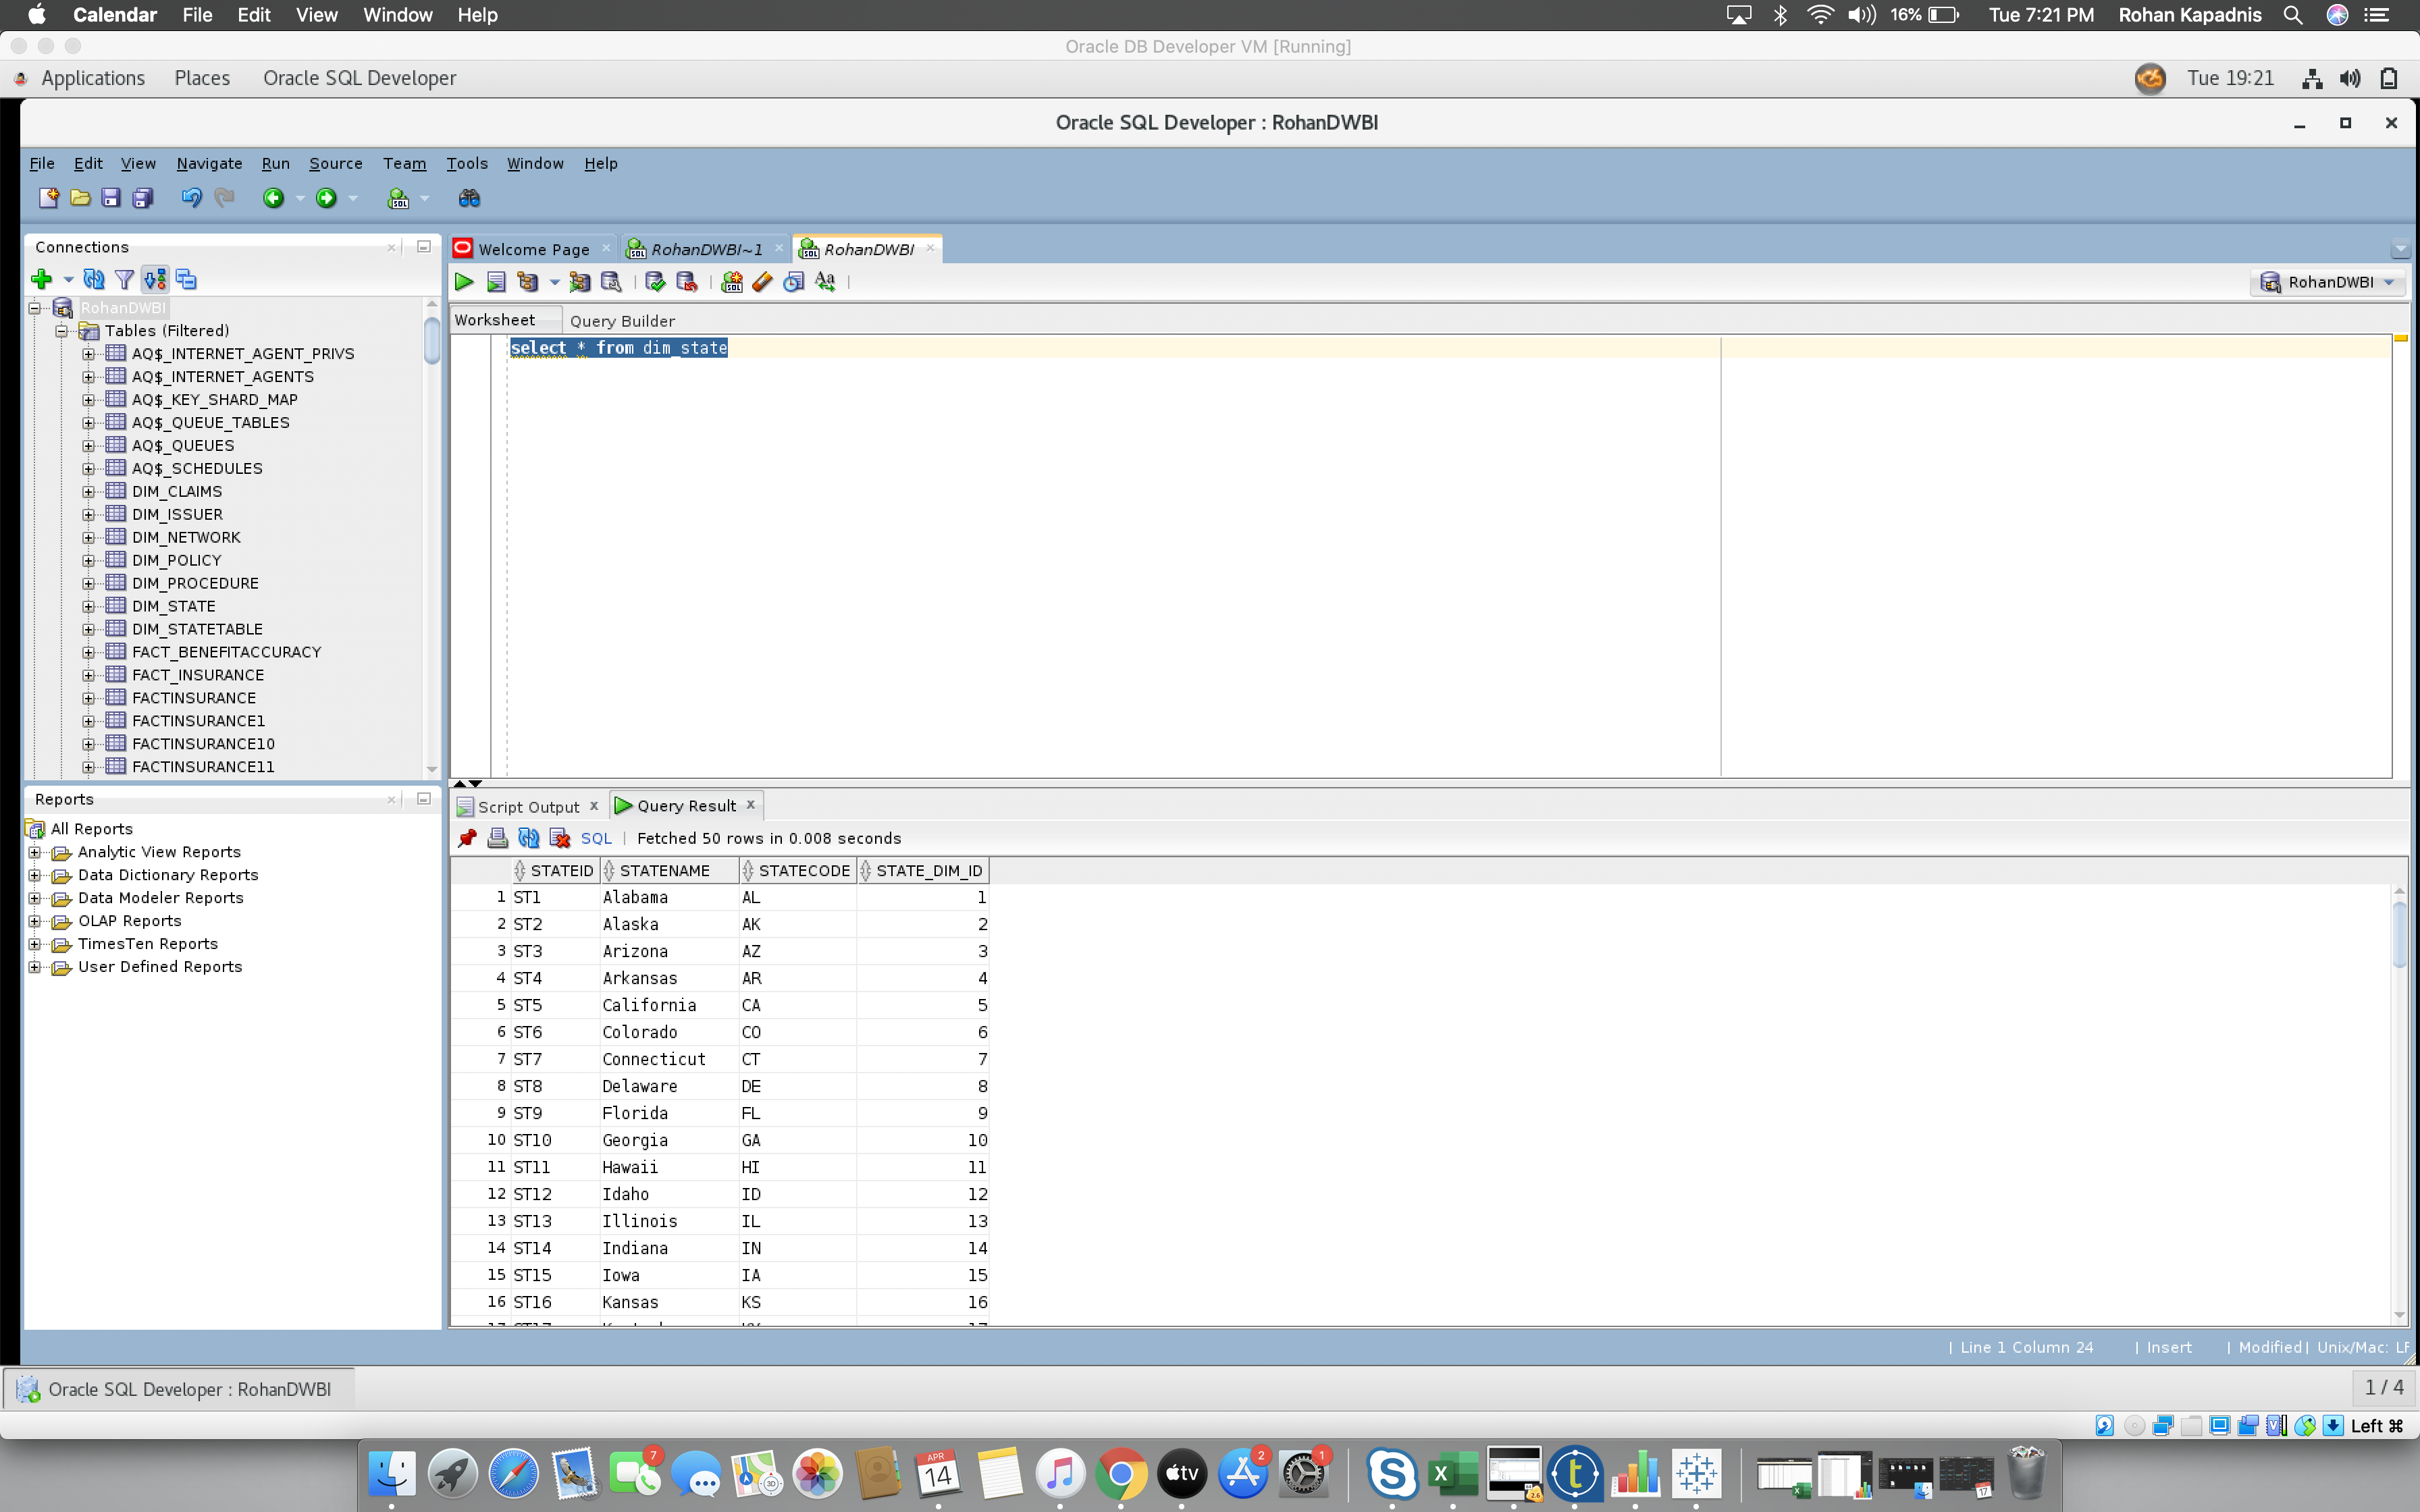 Calendar File Edit View Window Help 16% Tue 7:21 PM Rohan Kapadnis
Oracle DB Developer VM [Running]
Applications Places Oracle SQL Developer Tue 19:21
Oracle SQL Developer : RohanDWBI
File Edit View Navigate Run Source Team Tools Window Help
Connections
Welcome Page RohanDWBI~1 RohanDWBI
RohanDWBI
Worksheet Query Builder
select * from dim_state
RohanDWBI
Tables (Filtered)
AQ$_INTERNET_AGENT_PRIVS
AQ$_INTERNET_AGENTS
AQ$_KEY_SHARD_MAP
AQ$_QUEUE_TABLES
AQ$_QUEUES
AQ$_SCHEDULES
DIM_CLAIMS
DIM_ISSUER
DIM_NETWORK
DIM_POLICY
DIM_PROCEDURE
DIM_STATE
DIM_STATETABLE
FACT_BENEFITACCURACY
FACT_INSURANCE
FACTINSURANCE
FACTINSURANCE1
FACTINSURANCE10
FACTINSURANCE11
Reports
All Reports
Analytic View Reports
Data Dictionary Reports
Data Modeler Reports
OLAP Reports
TimesTen Reports
User Defined Reports
Script Output x Query Result x
SQL | Fetched 50 rows in 0.008 seconds
STATEID STATENAME STATECODE STATE_DIM_ID
1 ST1 Alabama AL 1
2 ST2 Alaska AK 2
3 ST3 Arizona AZ 3
4 ST4 Arkansas AR 4
5 ST5 California CA 5
6 ST6 Colorado CO 6
7 ST7 Connecticut CT 7
8 ST8 Delaware DE 8
9 ST9 Florida FL 9
10 ST10 Georgia GA 10
11 ST11 Hawaii HI 11
12 ST12 Idaho ID 12
13 ST13 Illinois IL 13
14 ST14 Indiana IN 14
15 ST15 Iowa IA 15
16 ST16 Kansas KS 16
| Line 1 Column 24 | Insert | Modified | Unix/Mac: LF
Oracle SQL Developer : RohanDWBI 1 / 4
Left ⌘
7 APR 14 tv 2 1 S X t 17